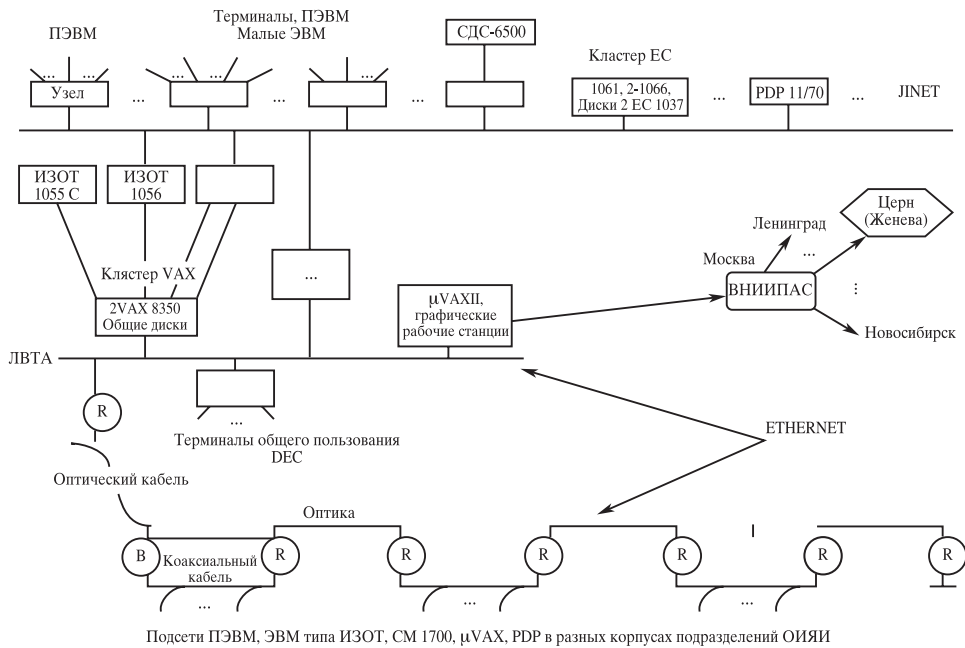 ПЭВМ
Терминалы, ПЭВМ
Малые ЭВМ
СДС-6500
Кластер ЕС
... ...
... ...
... ...
Узел
...
...
...
1061, 2-1066,
Диски 2 ЕС 1037
...
PDP 11/70
...
JINET
ИЗОТ
1055 С
ИЗОТ
1056
Церн
(Женева)
Ленинград
...
Москва
ВНИИПАС
...
Новосибирск
...
Клястер VAX
2VAX 8350
Общие диски
μVAXII,
графические
рабочие станции
ЛВТА
R
...
Терминалы общего пользования
DEC
ETHERNET
Оптический кабель
Оптика
В
Коаксиальный
кабель
R
R
R
R
R
R
...
...
...
Подсети ПЭВМ, ЭВМ типа ИЗОТ, СМ 1700, μVAX, PDP в разных корпусах подразделений ОИЯИ